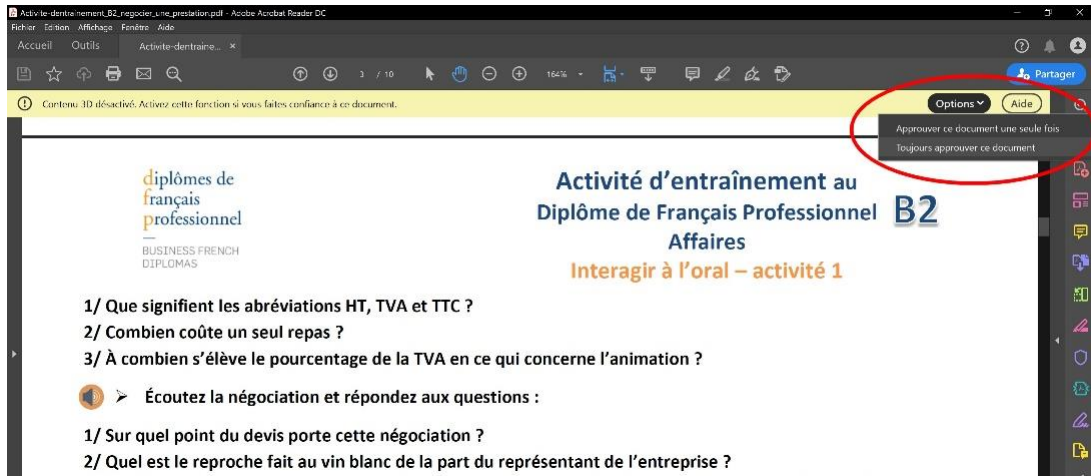 Activite-dentrainement_B2_negocier_une_prestation.pdf - Adobe Acrobat Reader DC
Fichier Edition Affichage Fenêtre Aide
Accueil Outils Activite-dentraine... ×
3 / 10 164% Partager
Contenu 3D désactivé. Activez cette fonction si vous faites confiance à ce document. Options Aide
Approuver ce document une seule fois
Toujours approuver ce document
diplômes de
français
professionnel
BUSINESS FRENCH
DIPLOMAS
Activité d'entraînement au
Diplôme de Français Professionnel B2
Affaires
Interagir à l'oral – activité 1
1/ Que signifient les abréviations HT, TVA et TTC ?
2/ Combien coûte un seul repas ?
3/ À combien s'élève le pourcentage de la TVA en ce qui concerne l'animation ?
➢ Écoutez la négociation et répondez aux questions :
1/ Sur quel point du devis porte cette négociation ?
2/ Quel est le reproche fait au vin blanc de la part du représentant de l'entreprise ?